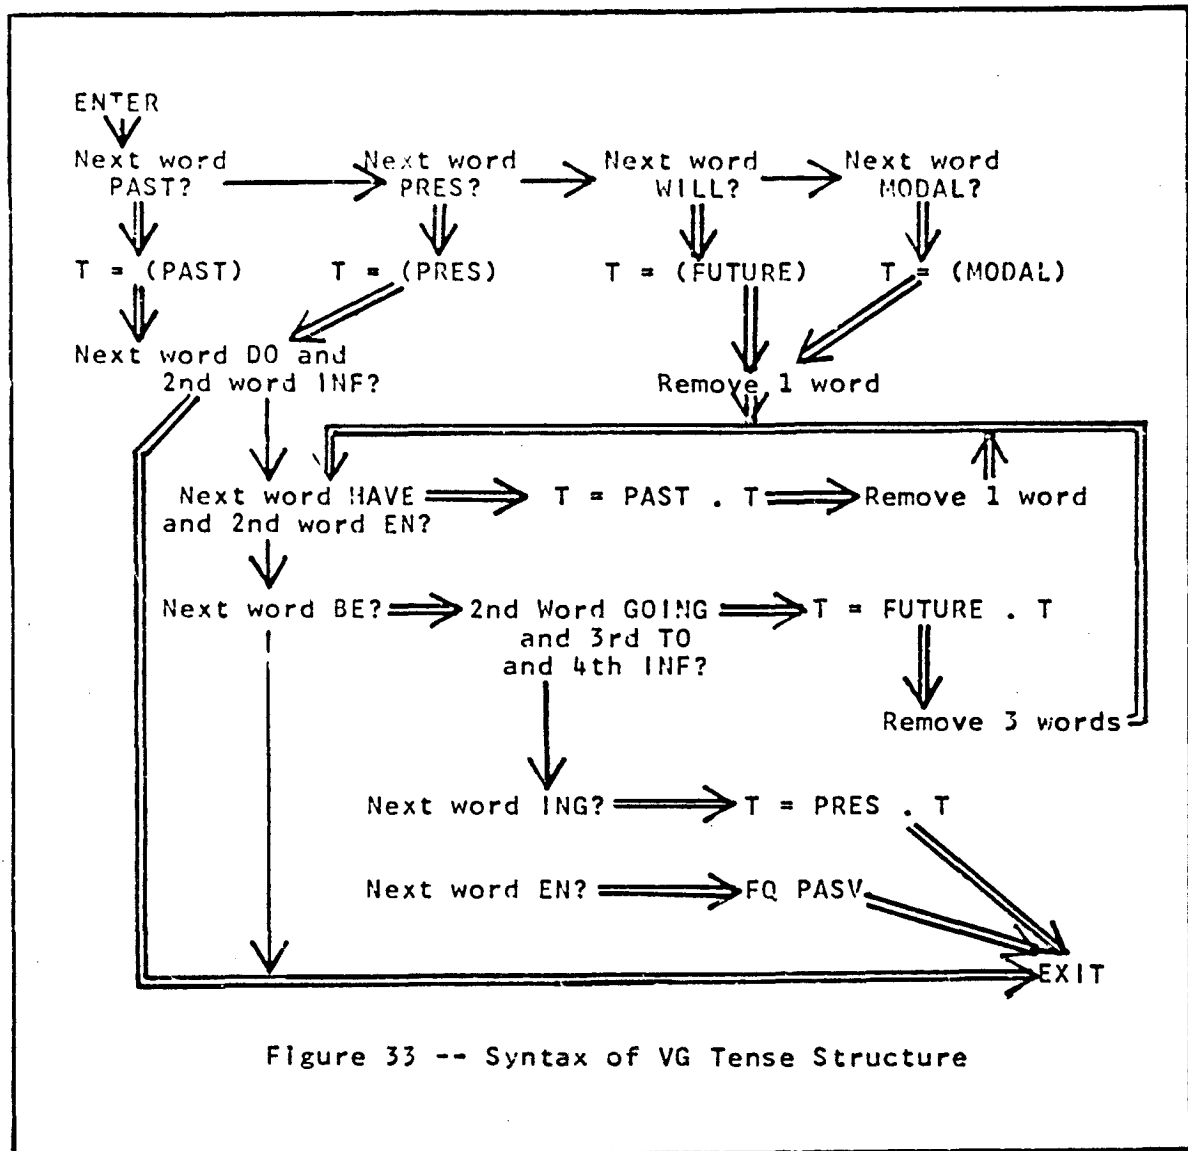 ENTER
Next word PAST?
Next word PRES?
Next word WILL?
Next word MODAL?
T = (PAST)
T = (PRES)
T = (FUTURE)
T = (MODAL)
Next word DO and
2nd word INF?
Remove 1 word
Next word HAVE
and 2nd word EN?
T = PAST . T
Remove 1 word
Next word BE?
2nd Word GOING
and 3rd TO
and 4th INF?
T = FUTURE . T
Remove 3 words
Next word ING?
T = PRES . T
Next word EN?
FQ PASV
EXIT
Figure 33 -- Syntax of VG Tense Structure